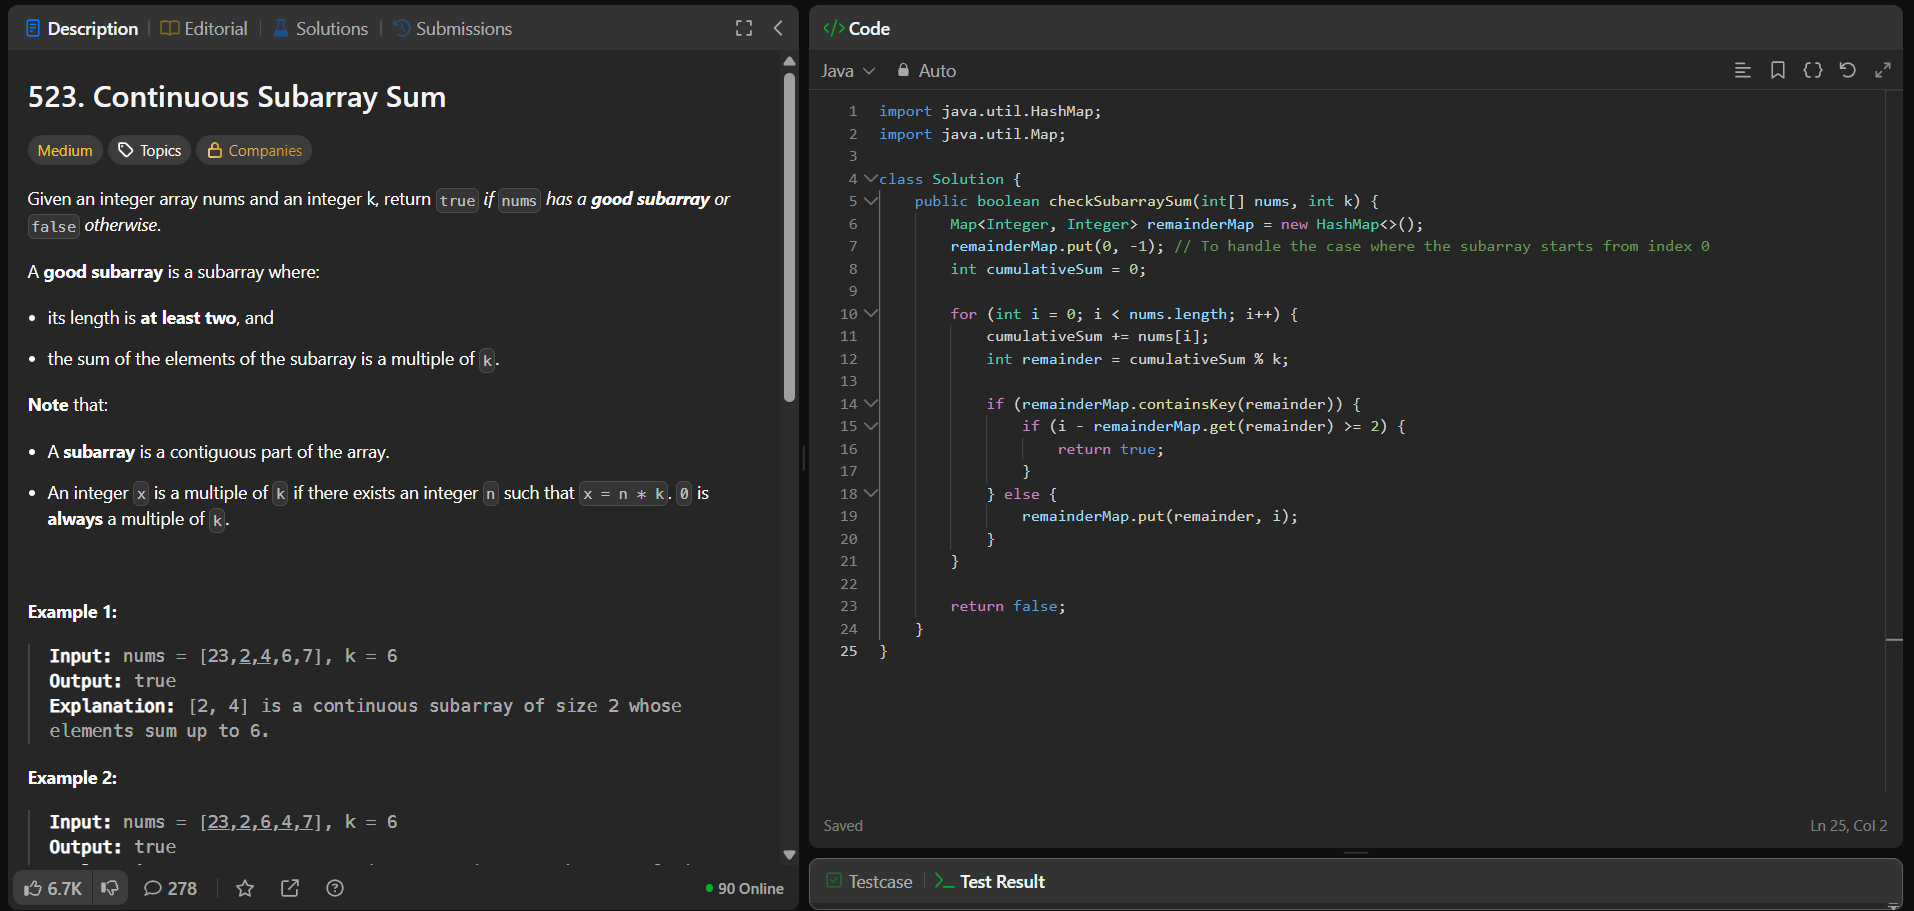 Description | Editorial | Solutions | Submissions
523. Continuous Subarray Sum
Medium Topics Companies
Given an integer array nums and an integer k, return true if nums has a good subarray or
false otherwise.
A good subarray is a subarray where:
• its length is at least two, and
• the sum of the elements of the subarray is a multiple of k.
Note that:
• A subarray is a contiguous part of the array.
• An integer x is a multiple of k if there exists an integer n such that x = n * k. 0 is
always a multiple of k.
Example 1:
Input: nums = [23,2,4,6,7], k = 6
Output: true
Explanation: [2, 4] is a continuous subarray of size 2 whose
elements sum up to 6.
Example 2:
Input: nums = [23,2,6,4,7], k = 6
Output: true
6.7K 278 90 Online
</> Code
Java Auto
1 import java.util.HashMap;
2 import java.util.Map;
3
4 class Solution {
5 public boolean checkSubarraySum(int[] nums, int k) {
6 Map<Integer, Integer> remainderMap = new HashMap<>();
7 remainderMap.put(0, -1); // To handle the case where the subarray starts from index 0
8 int cumulativeSum = 0;
9
10 for (int i = 0; i < nums.length; i++) {
11 cumulativeSum += nums[i];
12 int remainder = cumulativeSum % k;
13
14 if (remainderMap.containsKey(remainder)) {
15 if (i - remainderMap.get(remainder) >= 2) {
16 return true;
17 }
18 } else {
19 remainderMap.put(remainder, i);
20 }
21 }
22
23 return false;
24 }
25 }
Saved Ln 25, Col 2
Testcase | >_ Test Result